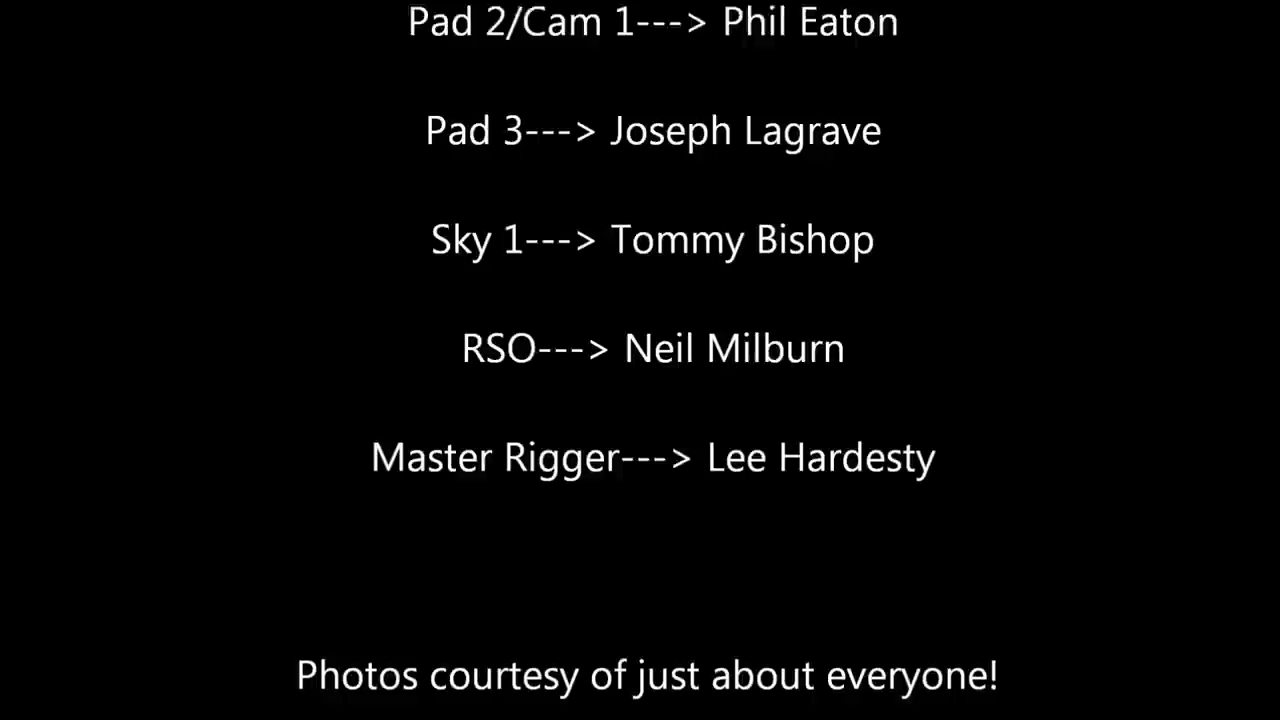 Pad 2/Cam 1---> Phil Eaton
Pad 3---> Joseph Lagrave
Sky 1---> Tommy Bishop
RSO---> Neil Milburn
Master Rigger---> Lee Hardesty
Photos courtesy of just about everyone!